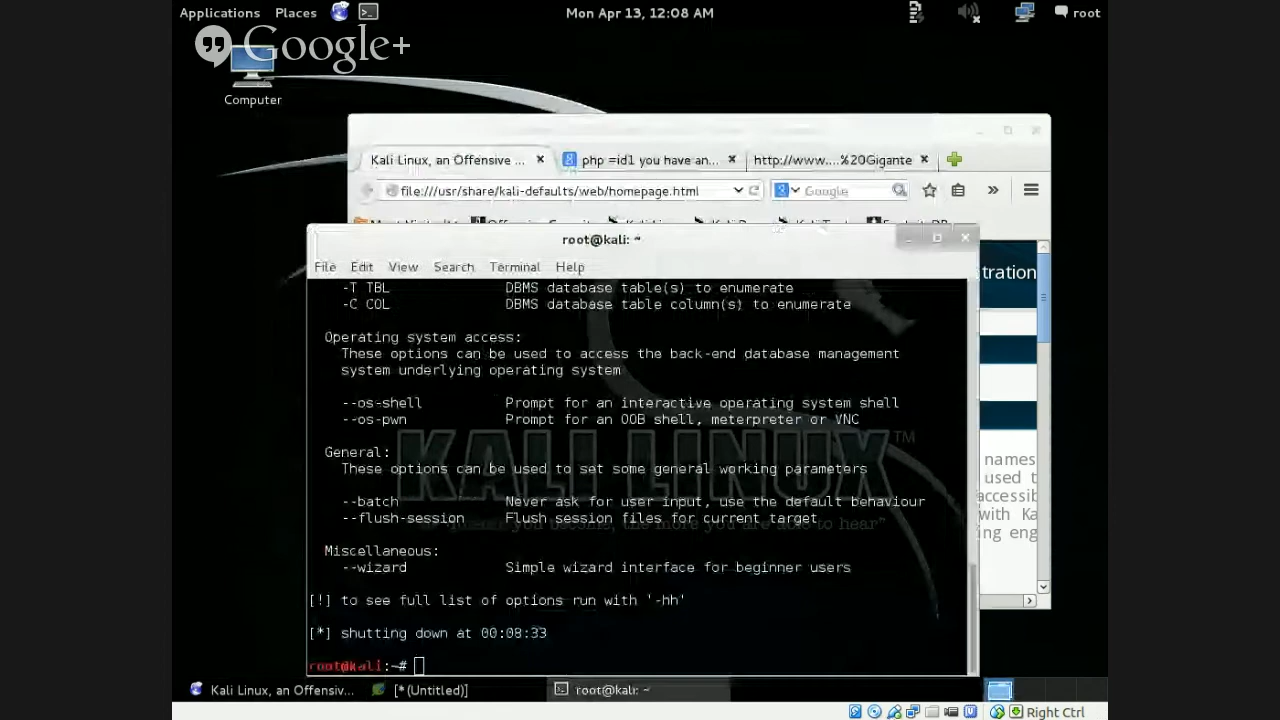 Applications Places Mon Apr 13, 12:08 AM root
Google+
Computer
Kali Linux, an Offensive ... php =id1 you have an... http://www....%20Gigante
file:///usr/share/kali-defaults/web/homepage.html Google
root@kali: ~
tration
File Edit View Search Terminal Help
-T TBL DBMS database table(s) to enumerate
-C COL DBMS database table column(s) to enumerate
Operating system access:
These options can be used to access the back-end database management
system underlying operating system
--os-shell Prompt for an interactive operating system shell
--os-pwn Prompt for an OOB shell, meterpreter or VNC
KALI LINUX™
General:
These options can be used to set some general working parameters
--batch Never ask for user input, use the default behaviour
--flush-session Flush session files for current target
names
used t
accessib
with Ka
ing eng
you are able to hear"
Miscellaneous:
--wizard Simple wizard interface for beginner users
[!] to see full list of options run with '-hh'
[*] shutting down at 00:08:33
root@kali:~#
Kali Linux, an Offensiv... [*(Untitled)] root@kali: ~
Right Ctrl